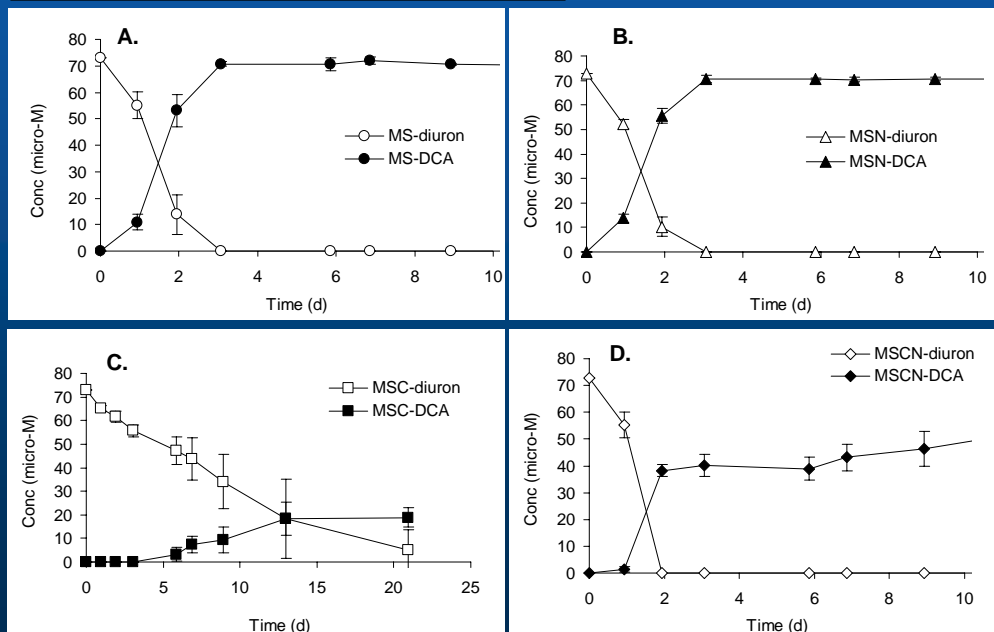 A.
80
70
60
50
40
30
20
10
0
Conc (micro-M)
MS-diuron
MS-DCA
0 2 4 6 8 10
Time (d)
B.
80
70
60
50
40
30
20
10
0
Conc (micro-M)
MSN-diuron
MSN-DCA
0 2 4 6 8 10
Time (d)
C.
80
70
60
50
40
30
20
10
0
Conc (micro-M)
MSC-diuron
MSC-DCA
0 5 10 15 20 25
Time (d)
D.
80
70
60
50
40
30
20
10
0
Conc (micro-M)
MSCN-diuron
MSCN-DCA
0 2 4 6 8 10
Time (d)